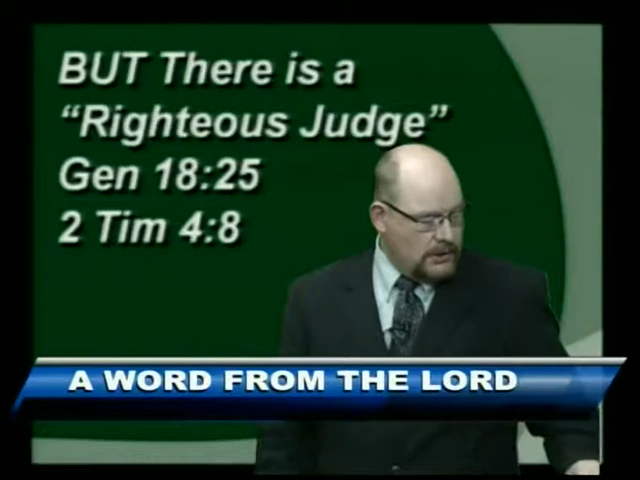 BUT There is a
“Righteous Judge”
Gen 18:25
2 Tim 4:8
A WORD FROM THE LORD